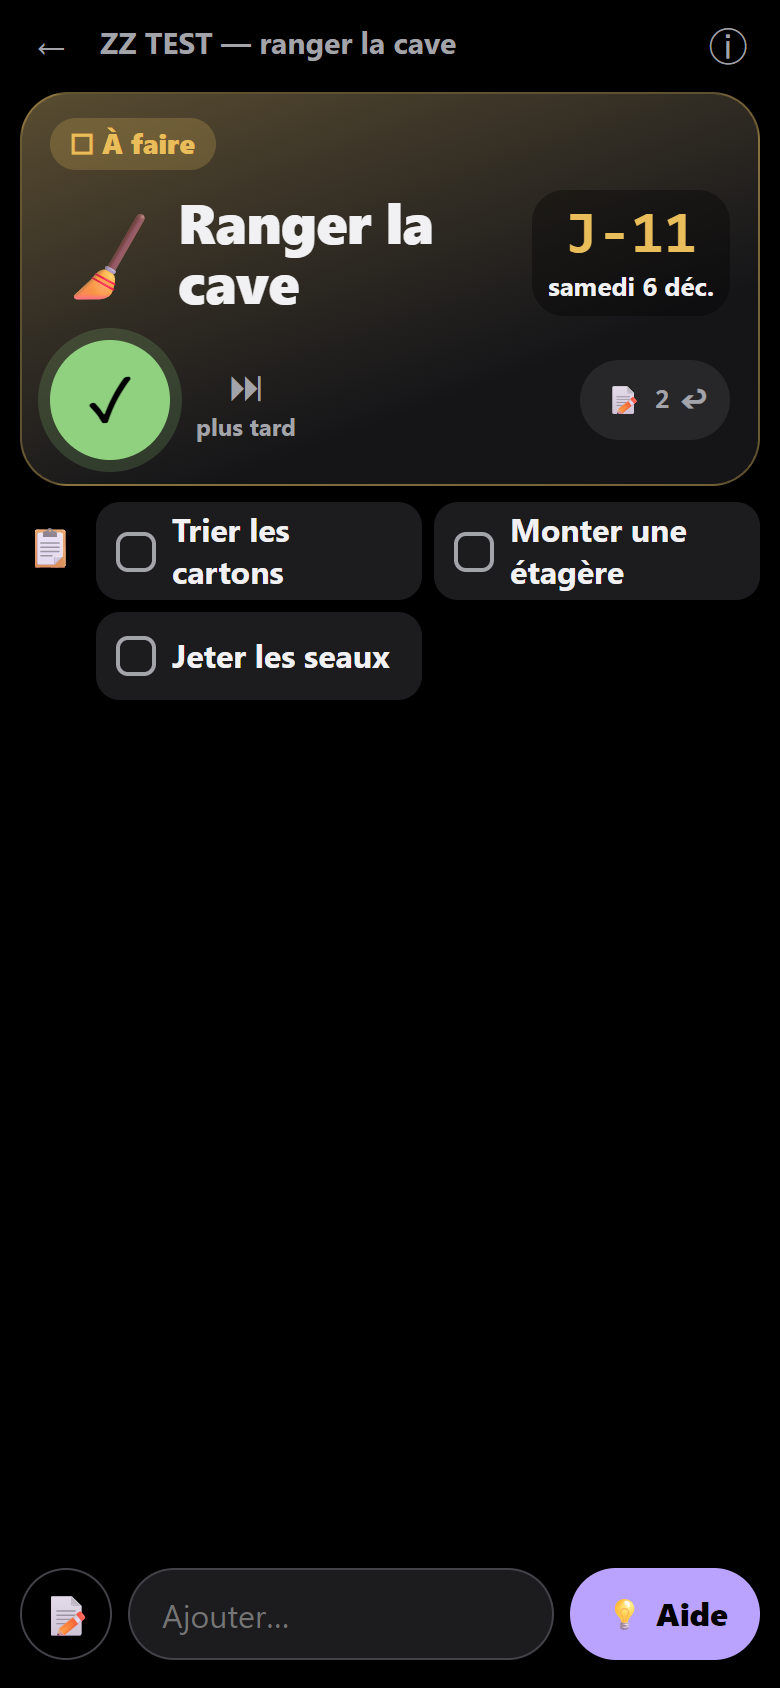 ← ZZ TEST — ranger la cave ⓘ
☐ À faire
Ranger la
cave
J-11
samedi 6 déc.
✓
plus tard
2
Trier les
cartons
Monter une
étagère
Jeter les seaux
Ajouter...
Aide